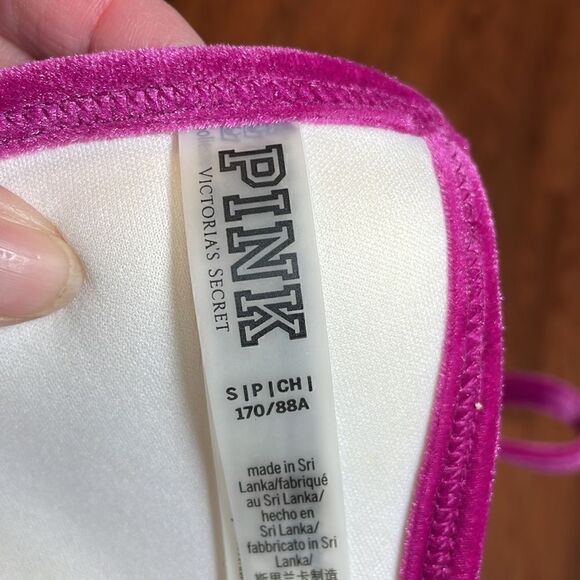 PINK
VICTORIA'S SECRET
S | P | CH |
170/88A
made in Sri
Lanka/fabriqué
au Sri Lanka/
hecho en
Sri Lanka/
fabbricato in Sri
Lanka/
斯里兰卡制造